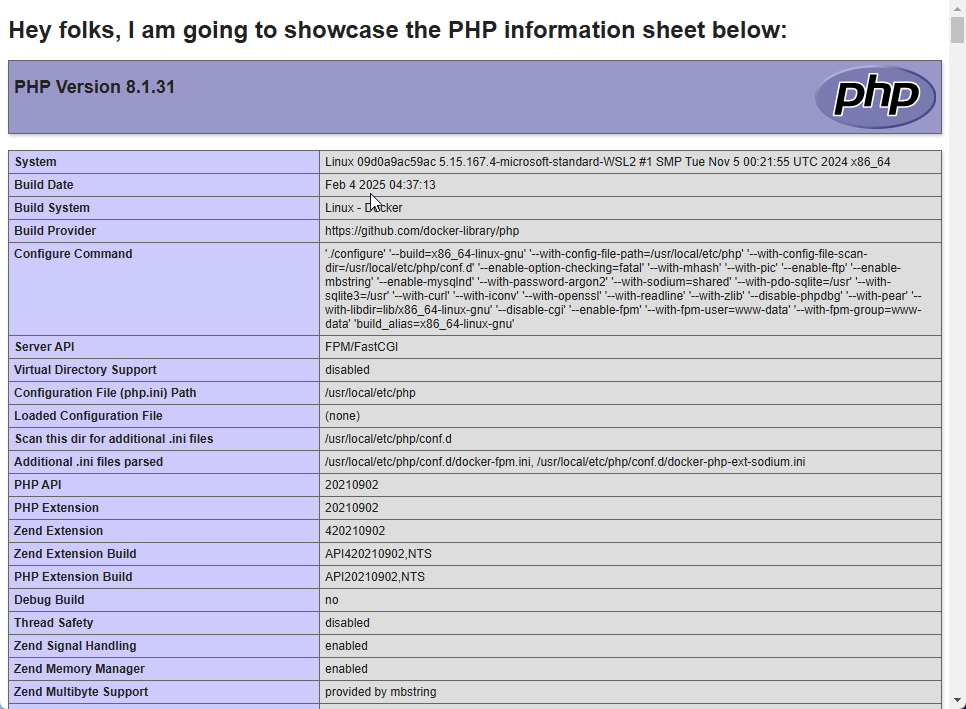 Hey folks, I am going to showcase the PHP information sheet below:
PHP Version 8.1.31
php
System Linux 09d0a9ac59ac 5.15.167.4-microsoft-standard-WSL2 #1 SMP Tue Nov 5 00:21:55 UTC 2024 x86_64
Build Date Feb 4 2025 04:37:13
Build System Linux - Docker
Build Provider https://github.com/docker-library/php
Configure Command './configure' '--build=x86_64-linux-gnu' '--with-config-file-path=/usr/local/etc/php' '--with-config-file-scan-
dir=/usr/local/etc/php/conf.d' '--enable-option-checking=fatal' '--with-mhash' '--with-pic' '--enable-ftp' '--enable-
mbstring' '--enable-mysqlnd' '--with-password-argon2' '--with-sodium=shared' '--with-pdo-sqlite=/usr' '--with-
sqlite3=/usr' '--with-curl' '--with-iconv' '--with-openssl' '--with-readline' '--with-zlib' '--disable-phpdbg' '--with-pear' '--
with-libdir=lib/x86_64-linux-gnu' '--disable-cgi' '--enable-fpm' '--with-fpm-user=www-data' '--with-fpm-group=www-
data' 'build_alias=x86_64-linux-gnu'
Server API FPM/FastCGI
Virtual Directory Support disabled
Configuration File (php.ini) Path /usr/local/etc/php
Loaded Configuration File (none)
Scan this dir for additional .ini files /usr/local/etc/php/conf.d
Additional .ini files parsed /usr/local/etc/php/conf.d/docker-fpm.ini, /usr/local/etc/php/conf.d/docker-php-ext-sodium.ini
PHP API 20210902
PHP Extension 20210902
Zend Extension 420210902
Zend Extension Build API420210902,NTS
PHP Extension Build API20210902,NTS
Debug Build no
Thread Safety disabled
Zend Signal Handling enabled
Zend Memory Manager enabled
Zend Multibyte Support provided by mbstring